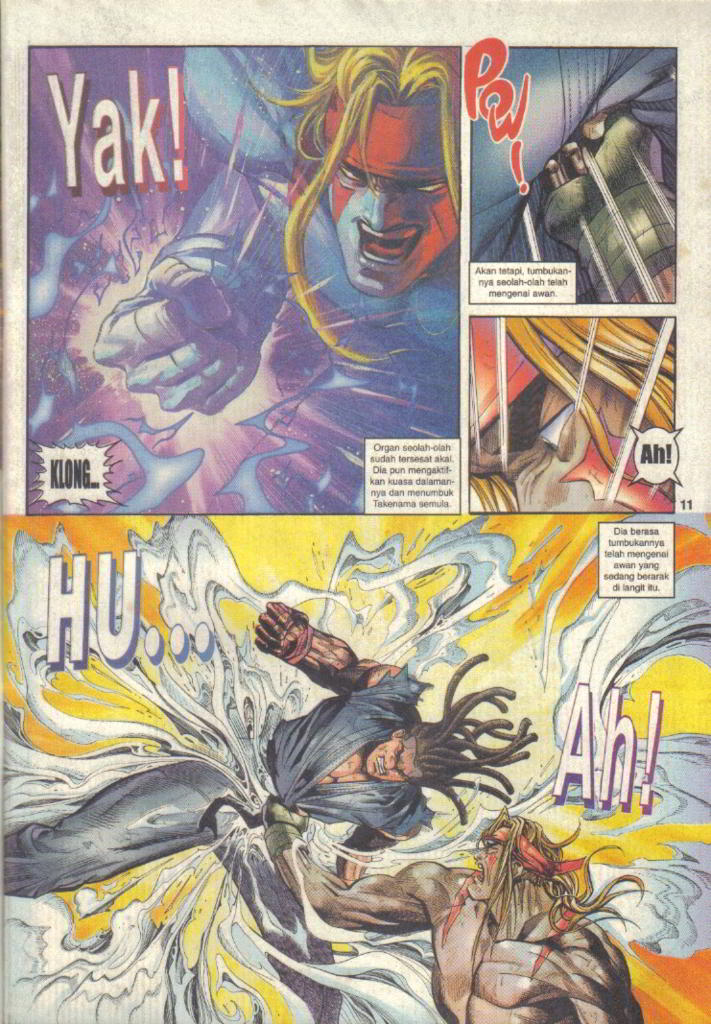 Yak!
POW!
Akan tetapi, tumbukan-
nya seolah-olah telah
mengenai awan.
KLONG...
Organ seolah-olah
sudah tersesat akal.
Dia pun mengaktif-
kan kuasa dalaman-
nya dan menumbuk
Takenama semula.
Ah!
11
HU...
Dia berasa
tumbukannya
telah mengenai
awan yang
sedang berarak
di langit itu.
Ah!